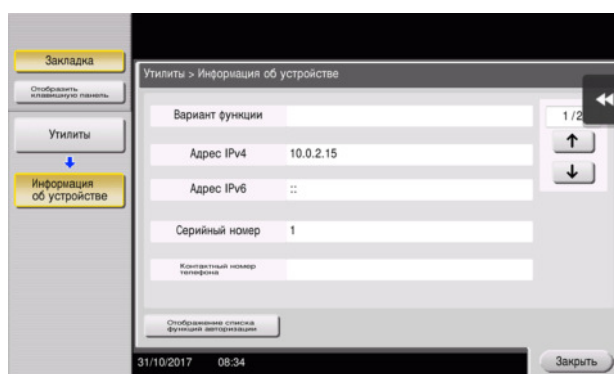 Закладка
Отобразить
клавишную панель
Утилиты
Информация
об устройстве
Утилиты > Информация об устройстве
Вариант функции
1/2
Адрес IPv4 10.0.2.15
Адрес IPv6 ::
Серийный номер 1
Контактный номер
телефона
Отображение списка
функций авторизации
31/10/2017 08:34
Закрыть